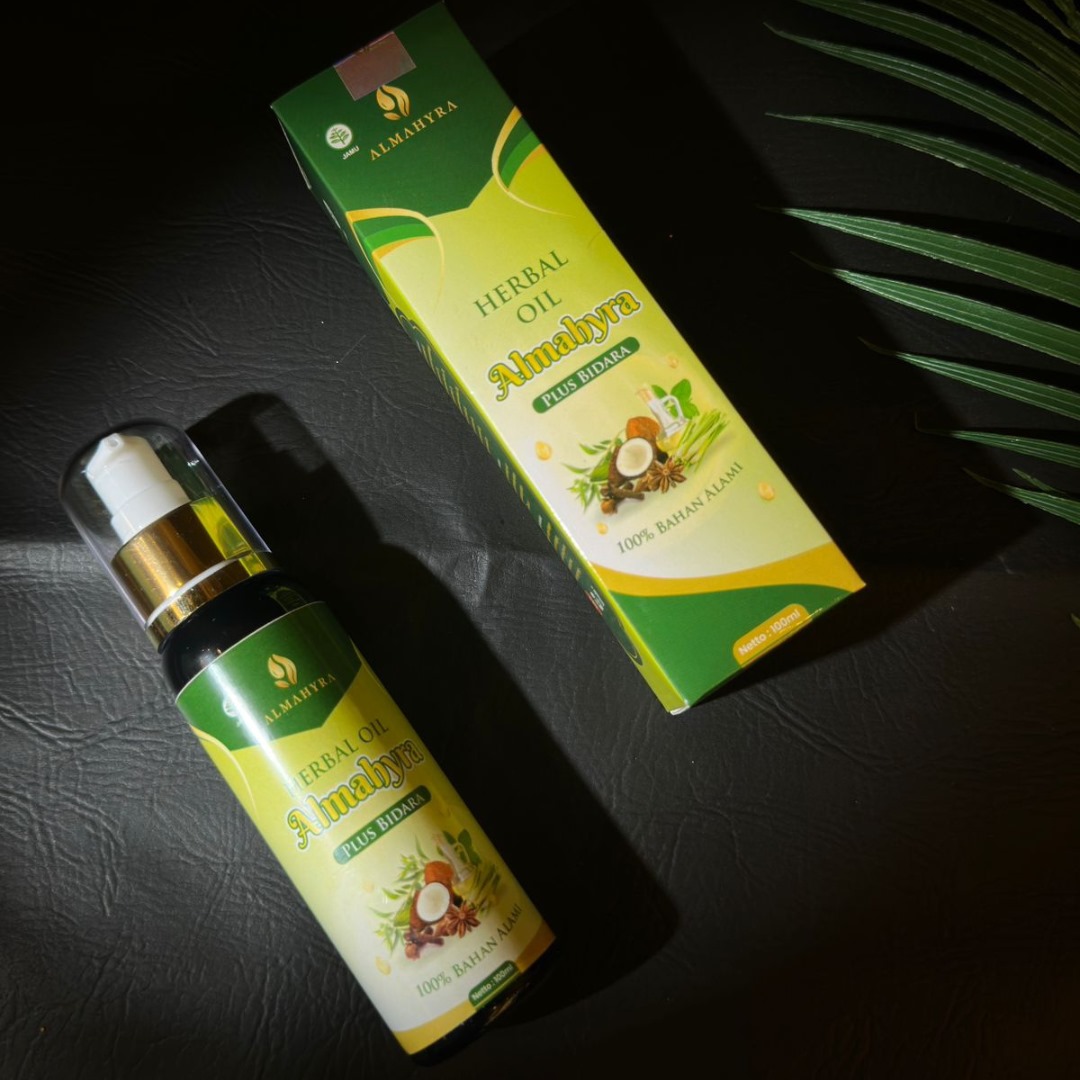 ALMAHYRA
JAMU
HERBAL
OIL
Almahyra
PLUS BIDARA
100% BAHAN ALAMI
Netto : 100ml
ALMAHYRA
HERBAL OIL
Almahyra
PLUS BIDARA
100% BAHAN ALAMI
Netto : 100ml